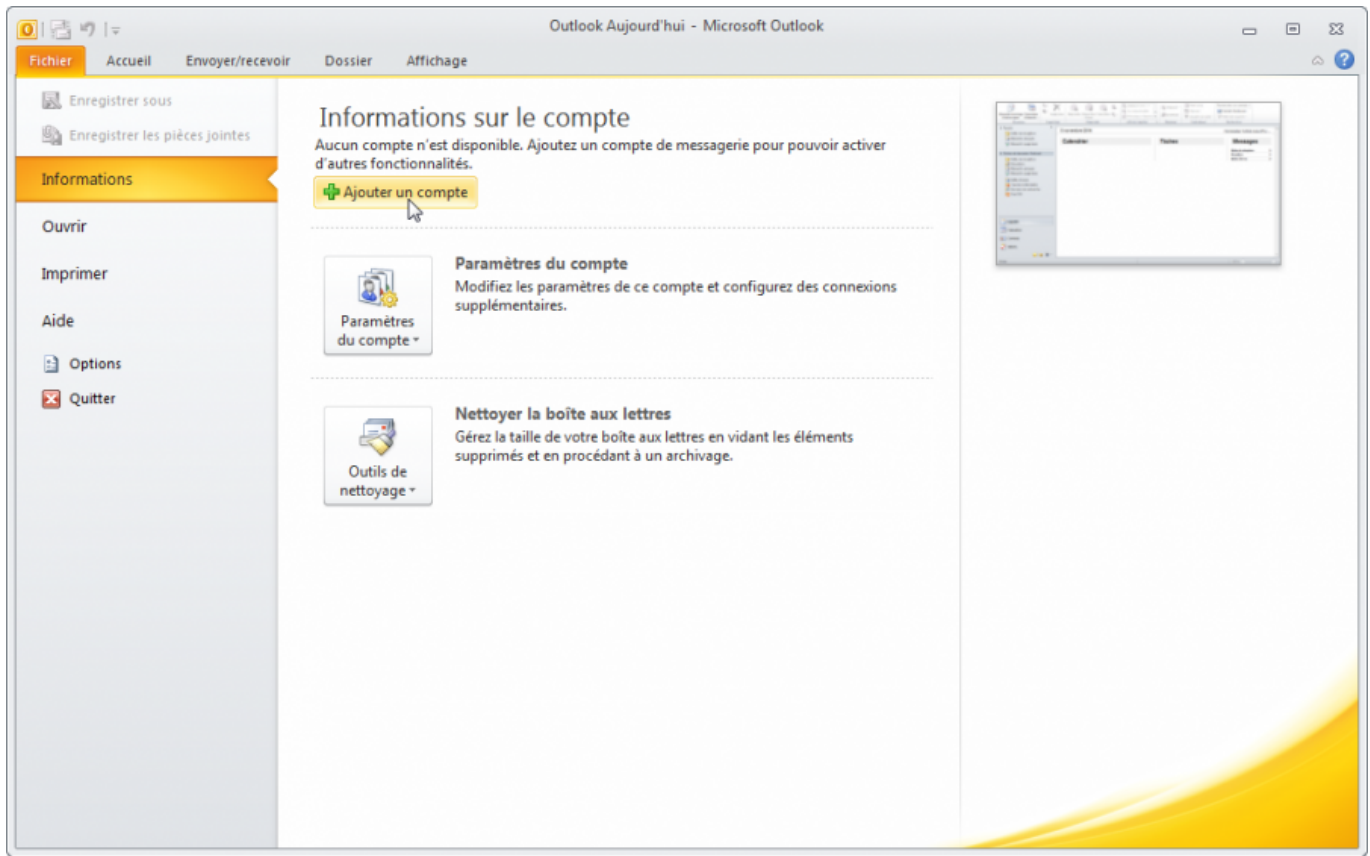 Outlook Aujourd'hui - Microsoft Outlook
Fichier Accueil Envoyer/recevoir Dossier Affichage
Enregistrer sous
Enregistrer les pièces jointes
Informations
Ouvrir
Imprimer
Aide
Options
Quitter
Informations sur le compte
Aucun compte n'est disponible. Ajoutez un compte de messagerie pour pouvoir activer
d'autres fonctionnalités.
Ajouter un compte
Paramètres
du compte
Paramètres du compte
Modifiez les paramètres de ce compte et configurez des connexions
supplémentaires.
Outils de
nettoyage
Nettoyer la boîte aux lettres
Gérez la taille de votre boîte aux lettres en vidant les éléments
supprimés et en procédant à un archivage.
Calendrier Tâches Messages